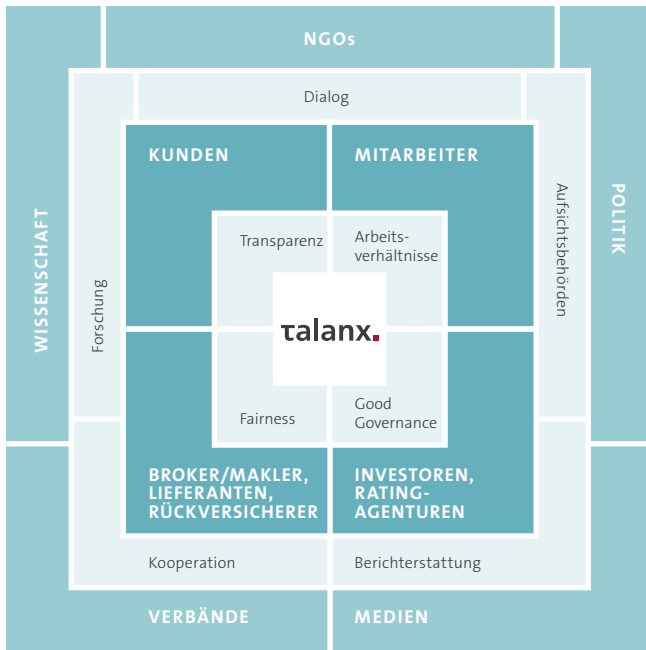 NGOs
Dialog
KUNDEN
MITARBEITER
WISSENSCHAFT
Forschung
Transparenz
Arbeits-
verhältnisse
Aufsichtsbehörden
POLITIK
talanx.
Fairness
Good
Governance
BROKER/MAKLER,
LIEFERANTEN,
RÜCKVERSICHERER
INVESTOREN,
RATING-
AGENTUREN
Kooperation
Berichterstattung
VERBÄNDE
MEDIEN